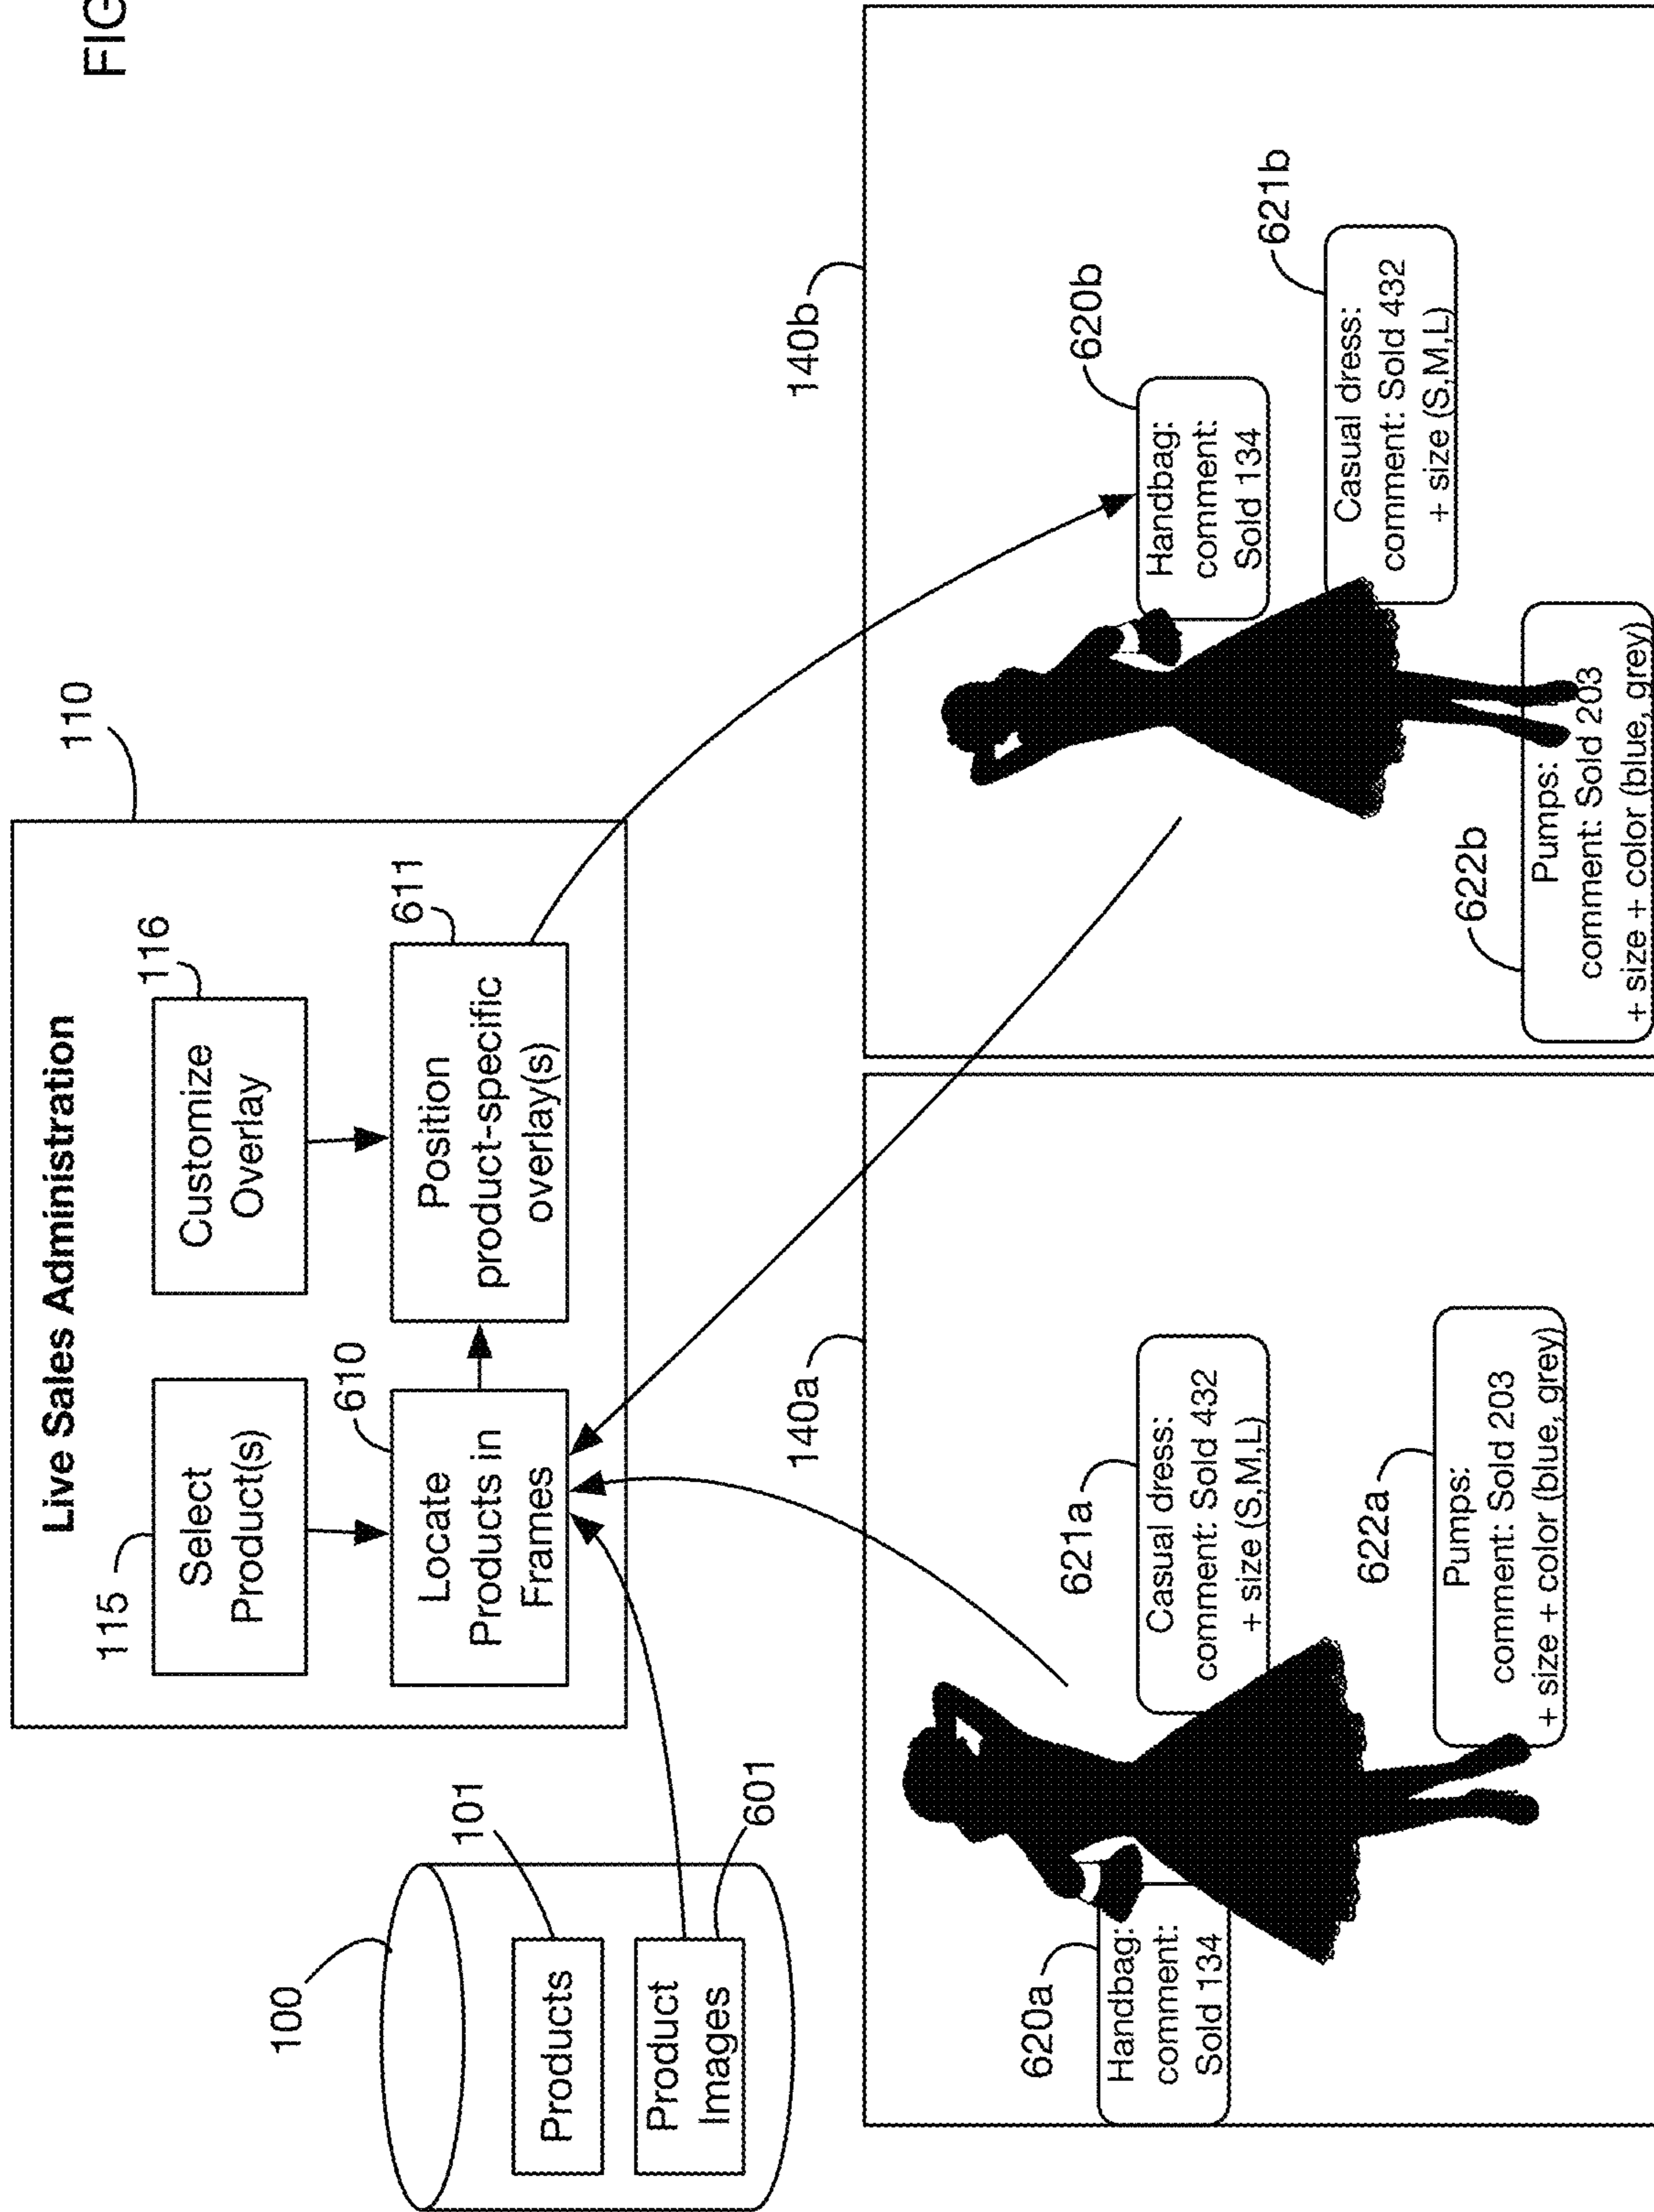 FIG
100
101
Products
Product
Images
601
110
Live Sales Administration
115
Select
Product(s)
116
Customize
Overlay
610
Locate
Products in
Frames
611
Position
product-specific
overlay(s)
140a
620a
Handbag:
comment:
Sold 134
621a
Casual dress:
comment: Sold 432
+ size (S,M,L)
622a
Pumps:
comment: Sold 203
+ size + color (blue, grey)
140b
620b
Handbag:
comment:
Sold 134
621b
Casual dress:
comment: Sold 432
+ size (S,M,L)
622b
Pumps:
comment: Sold 203
+ size + color (blue, grey)